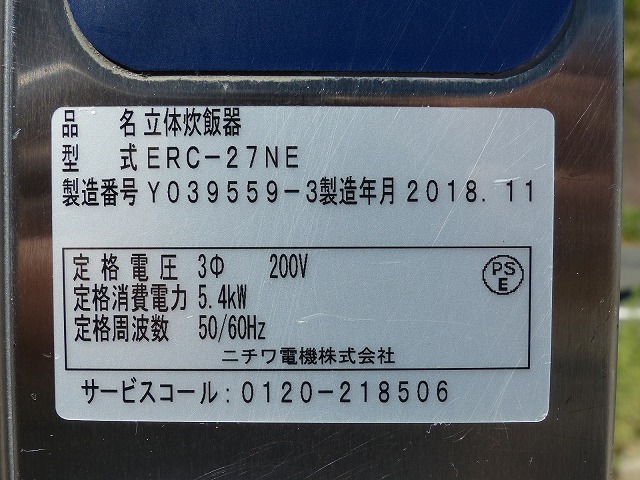 品 名 立体炊飯器
型 式 ERC-27NE
製造番号 Y039559-3 製造年月 2018. 11
定格電圧 3Φ 200V
定格消費電力 5.4kW
定格周波数 50/60Hz
PS
E
ニチワ電機株式会社
サービスコール:0120-218506